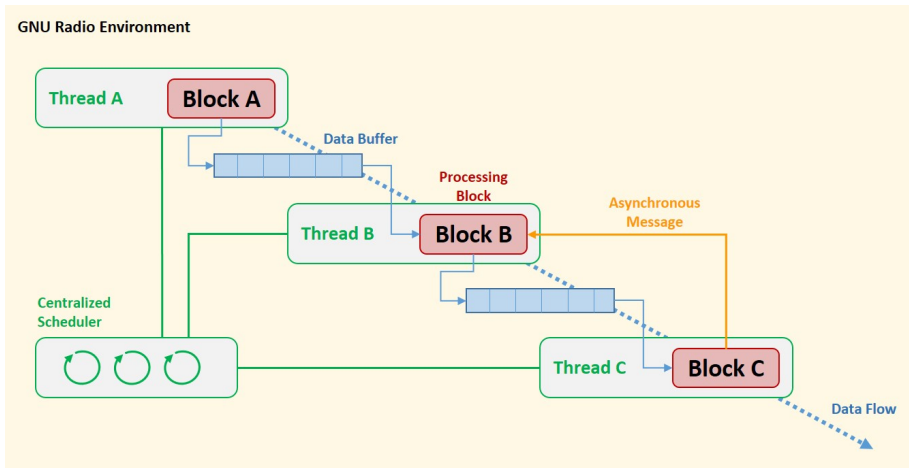 GNU Radio Environment
Thread A
Block A
Data Buffer
Processing
Block
Thread B
Block B
Asynchronous
Message
Centralized
Scheduler
Thread C
Block C
Data Flow